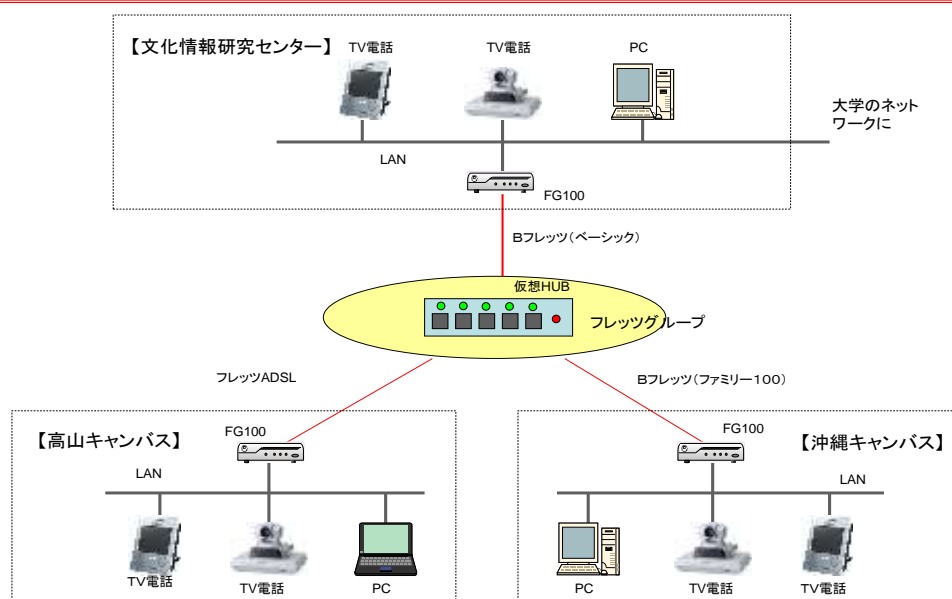 【文化情報研究センター】
TV電話
TV電話
PC
大学のネット
ワークに
LAN
FG100
Bフレッツ(ベーシック)
仮想HUB
フレッツグループ
フレッツADSL
Bフレッツ(ファミリー100)
【高山キャンバス】
FG100
LAN
TV電話
TV電話
PC
FG100
【沖縄キャンバス】
LAN
PC
TV電話
TV電話